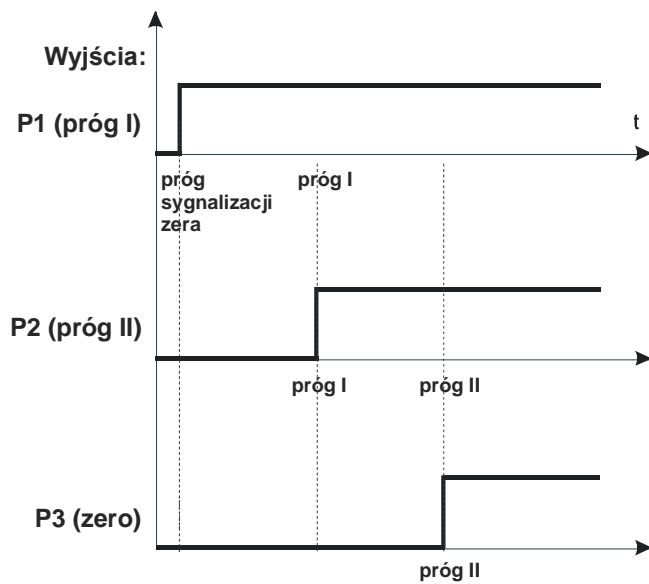 Wyjścia:
P1 (próg I)
t
próg
sygnalizacji
zera
próg I
P2 (próg II)
próg I
próg II
P3 (zero)
próg II